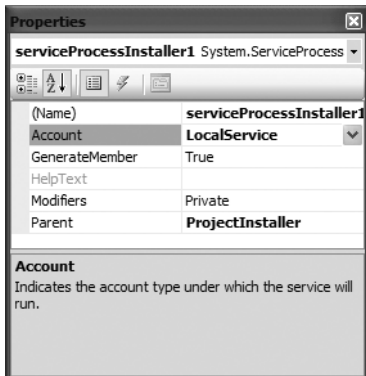 Properties
serviceProcessInstaller1 System.ServiceProcess
(Name) serviceProcessInstaller1
Account LocalService
GenerateMember True
HelpText
Modifiers Private
Parent ProjectInstaller
Account
Indicates the account type under which the service will
run.